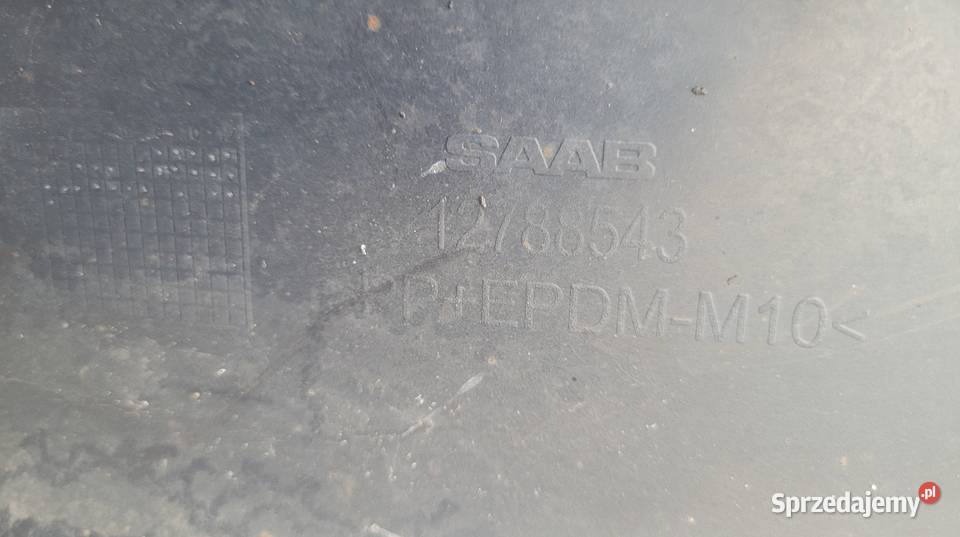 SAAB
12788543
P+EPDM-M10<
Sprzedajemy.pl